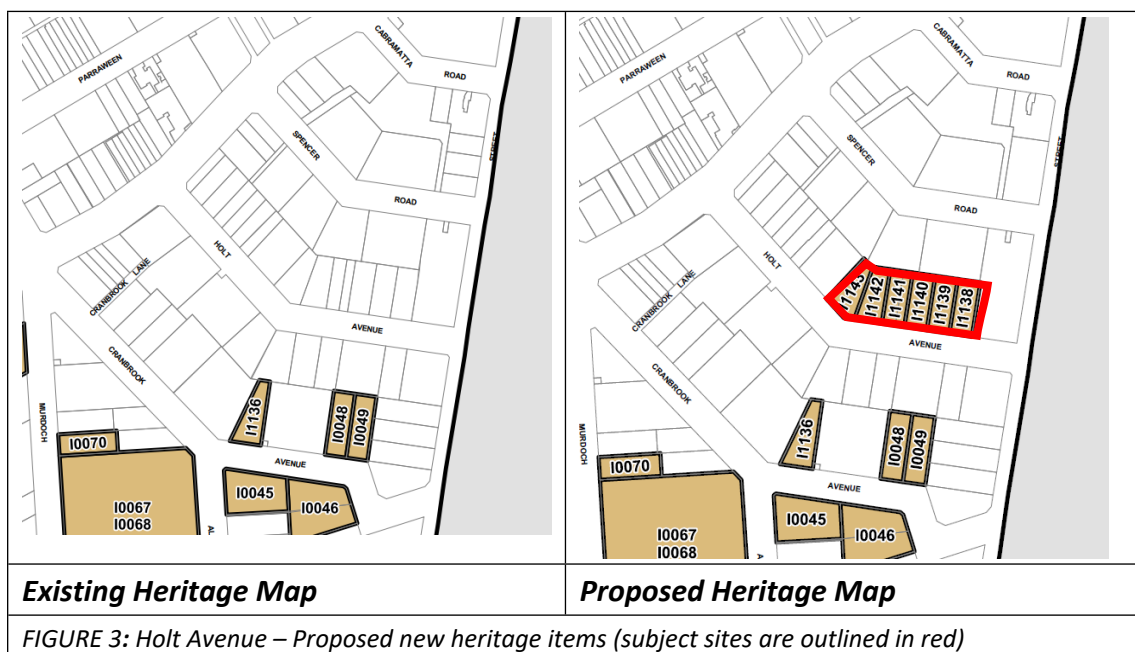 CABRAMATTA
ROAD
PARRAWEEN
STREET
SPENCER
ROAD
HOLT
CRANBROOK LANE
AVENUE
CRANBROOK
MURDOCH
I1136
I0048
I0049
I0070
AVENUE
I0045
I0046
I0067
I0068
AL
CABRAMATTA
ROAD
PARRAWEEN
STREET
SPENCER
ROAD
HOLT
CRANBROOK LANE
I1143
I1142
I1141
I1140
I1139
I1138
AVENUE
CRANBROOK
MURDOCH
I1136
I0048
I0049
I0070
AVENUE
I0045
I0046
I0067
I0068
Existing Heritage Map
Proposed Heritage Map
FIGURE 3: Holt Avenue – Proposed new heritage items (subject sites are outlined in red)